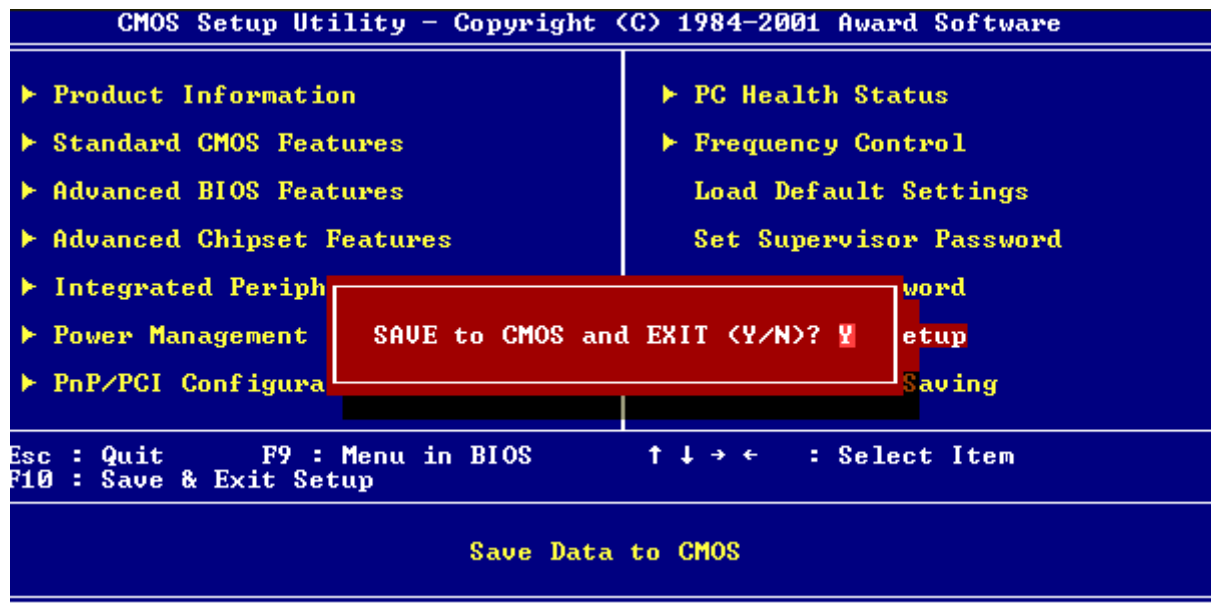 CMOS Setup Utility - Copyright (C) 1984-2001 Award Software
▶ Product Information
▶ Standard CMOS Features
▶ Advanced BIOS Features
▶ Advanced Chipset Features
▶ Integrated Periph
▶ Power Management
▶ PnP/PCI Configura
▶ PC Health Status
▶ Frequency Control
Load Default Settings
Set Supervisor Password
word
etup
Saving
SAVE to CMOS and EXIT (Y/N)? Y
Esc : Quit F9 : Menu in BIOS ↑ ↓ → ← : Select Item
F10 : Save & Exit Setup
Save Data to CMOS